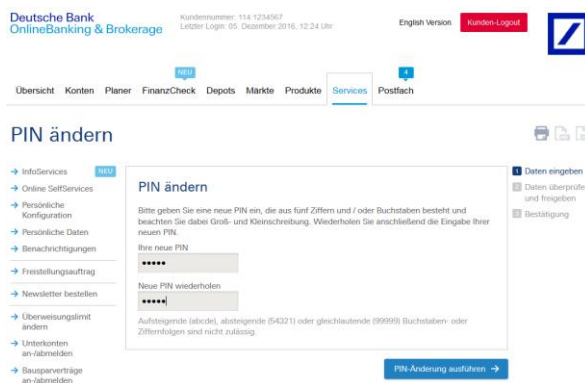 Deutsche Bank
OnlineBanking & Brokerage
Kundennummer: 114 1234567
Letzter Login: 05. Dezember 2016, 12:24 Uhr
English Version
Kunden-Logout
NEU
4
Übersicht Konten Planer FinanzCheck Depots Märkte Produkte Services Postfach
PIN ändern
InfoServices NEU
Online SelfServices
Persönliche
Konfiguration
Persönliche Daten
Benachrichtigungen
Freistellungsauftrag
Newsletter bestellen
Überweisungslimit
ändern
Unterkonten
an-/abmelden
Bausparverträge
an-/abmelden
PIN ändern
Bitte geben Sie eine neue PIN ein, die aus fünf Ziffern und / oder Buchstaben besteht und
beachten Sie dabei Groß- und Kleinschreibung. Wiederholen Sie anschließend die Eingabe Ihrer
neuen PIN.
Ihre neue PIN
•••••
Neue PIN wiederholen
•••••
Aufsteigende (abcde), absteigende (54321) oder gleichlautende (99999) Buchstaben- oder
Ziffernfolgen sind nicht zulässig.
PIN-Änderung ausführen
1 Daten eingeben
2 Daten überprüfe
und freigeben
3 Bestätigung